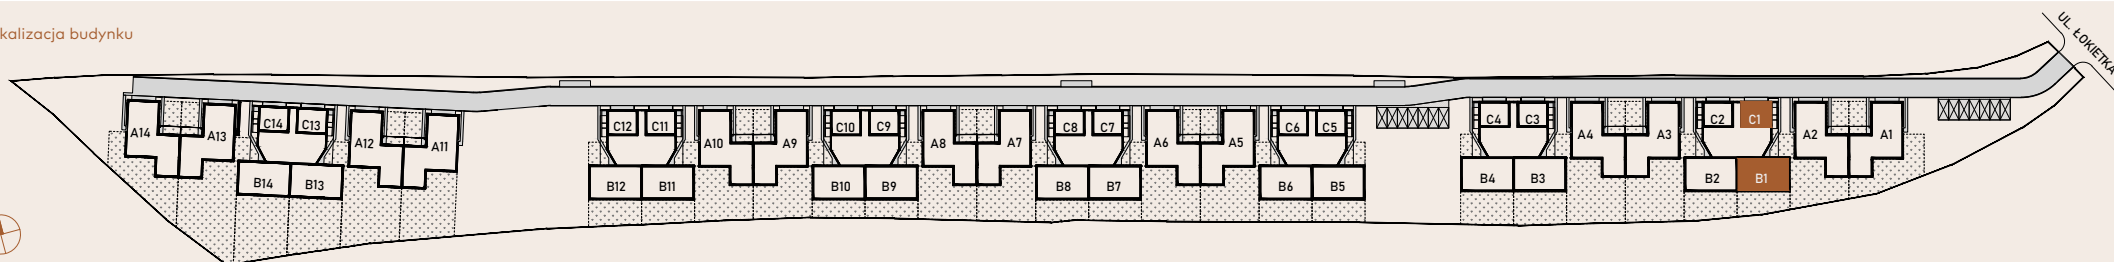 kalizacja budynku
UL. ŁOKIETKA
A14 A13 C14 C13 A12 A11 C12 C11 A10 A9 C10 C9 A8 A7 C8 C7 A6 A5 C6 C5 C4 C3 A4 A3 C2 C1 A2 A1
B14 B13 B12 B11 B10 B9 B8 B7 B6 B5 B4 B3 B2 B1